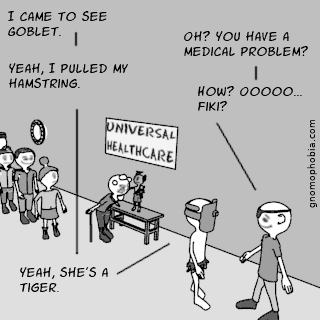 I CAME TO SEE
GOBLET.
YEAH, I PULLED MY
HAMSTRING.
OH? YOU HAVE A
MEDICAL PROBLEM?
HOW? OOOOO...
FIKI?
UNIVERSAL
HEALTHCARE
YEAH, SHE'S A
TIGER.
gnomophobia.com